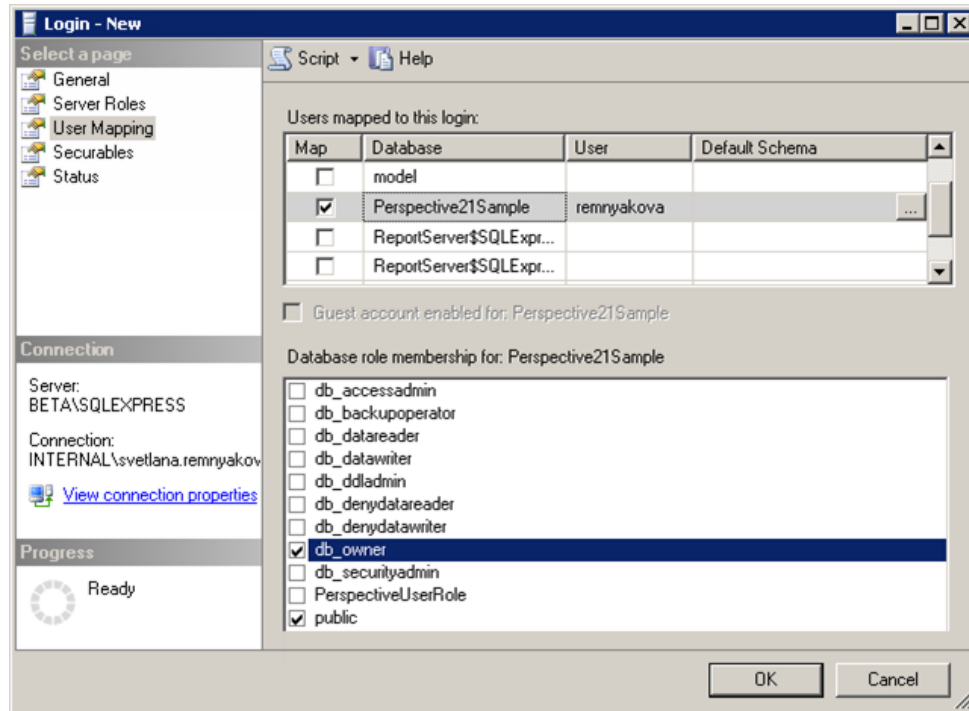 Login - New
Select a page
General
Server Roles
User Mapping
Securables
Status
Script
Help
Users mapped to this login:
Map Database User Default Schema
model
Perspective21Sample remnyakova ...
ReportServer$SQLExpr...
ReportServer$SQLExpr...
Guest account enabled for: Perspective21Sample
Database role membership for: Perspective21Sample
db_accessadmin
db_backupoperator
db_datareader
db_datawriter
db_ddladmin
db_denydatareader
db_denydatawriter
db_owner
db_securityadmin
PerspectiveUserRole
public
Connection
Server:
BETA\SQLEXPRESS
Connection:
INTERNAL\svetlana.remnyakov
View connection properties
Progress
Ready
OK
Cancel